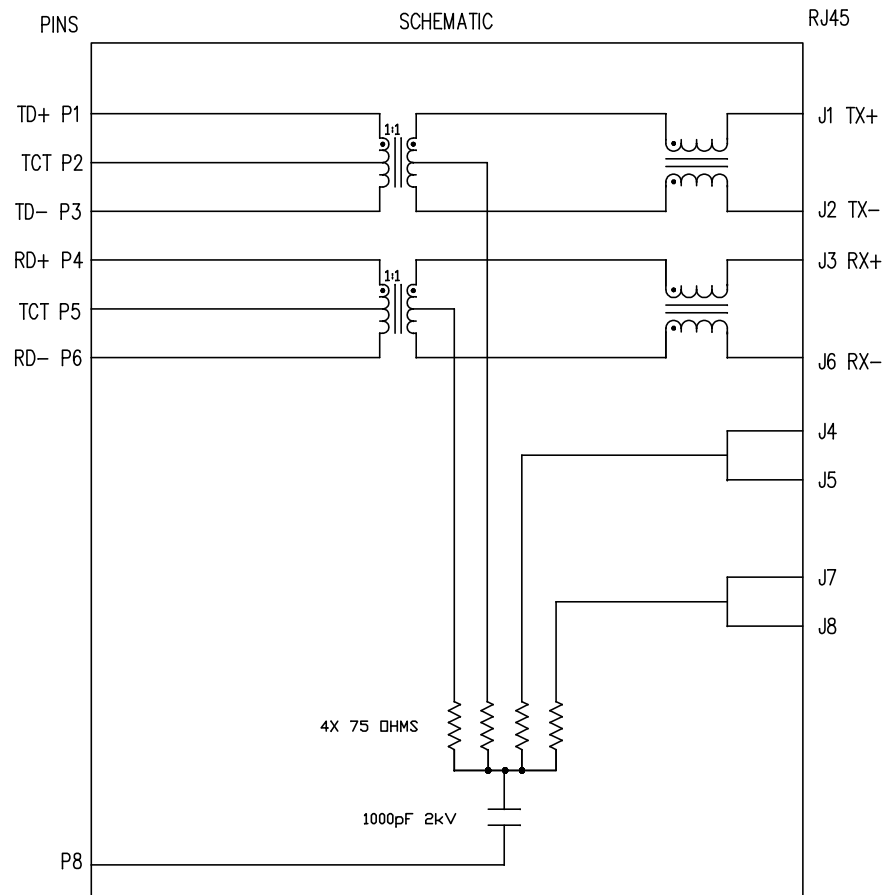 PINS
SCHEMATIC
RJ45
TD+ P1
1:1
J1 TX+
TCT P2
TD- P3
J2 TX-
RD+ P4
1:1
J3 RX+
TCT P5
RD- P6
J6 RX-
J4
J5
J7
J8
4X 75 OHMS
1000pF 2kV
P8